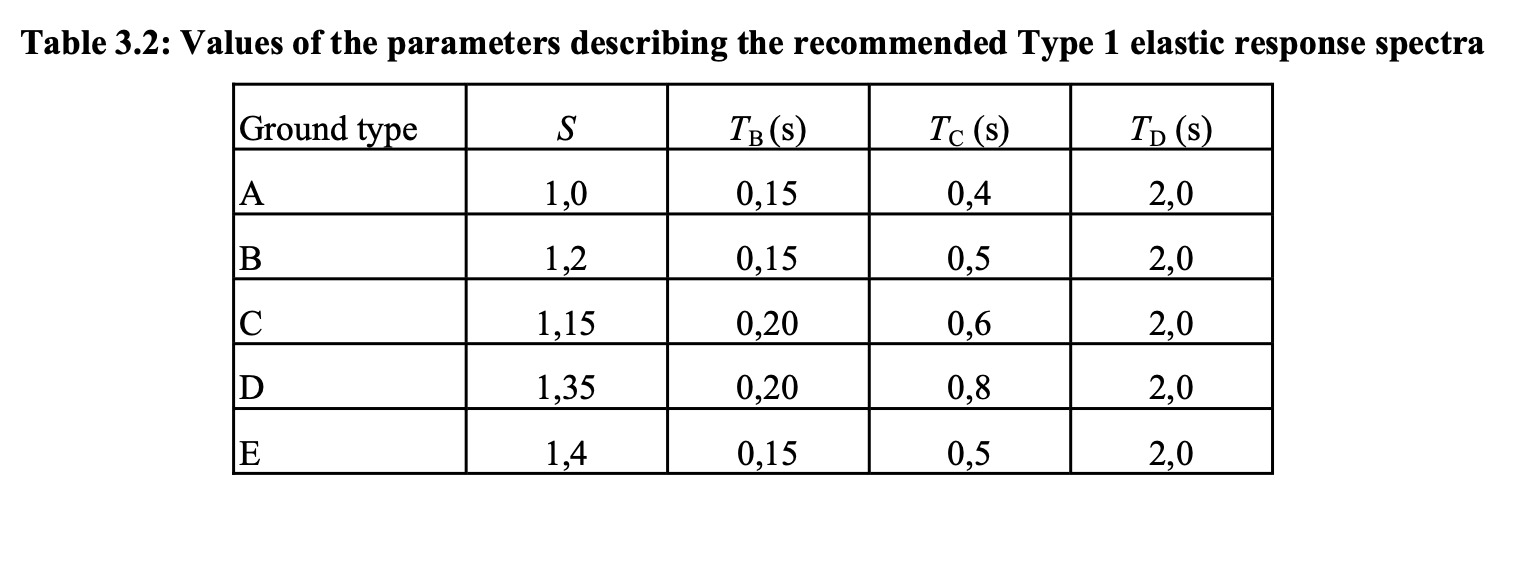 Table 3.2: Values of the parameters describing the recommended Type 1 elastic response spectra
Ground type S TB (s) TC (s) TD (s)
A 1,0 0,15 0,4 2,0
B 1,2 0,15 0,5 2,0
C 1,15 0,20 0,6 2,0
D 1,35 0,20 0,8 2,0
E 1,4 0,15 0,5 2,0